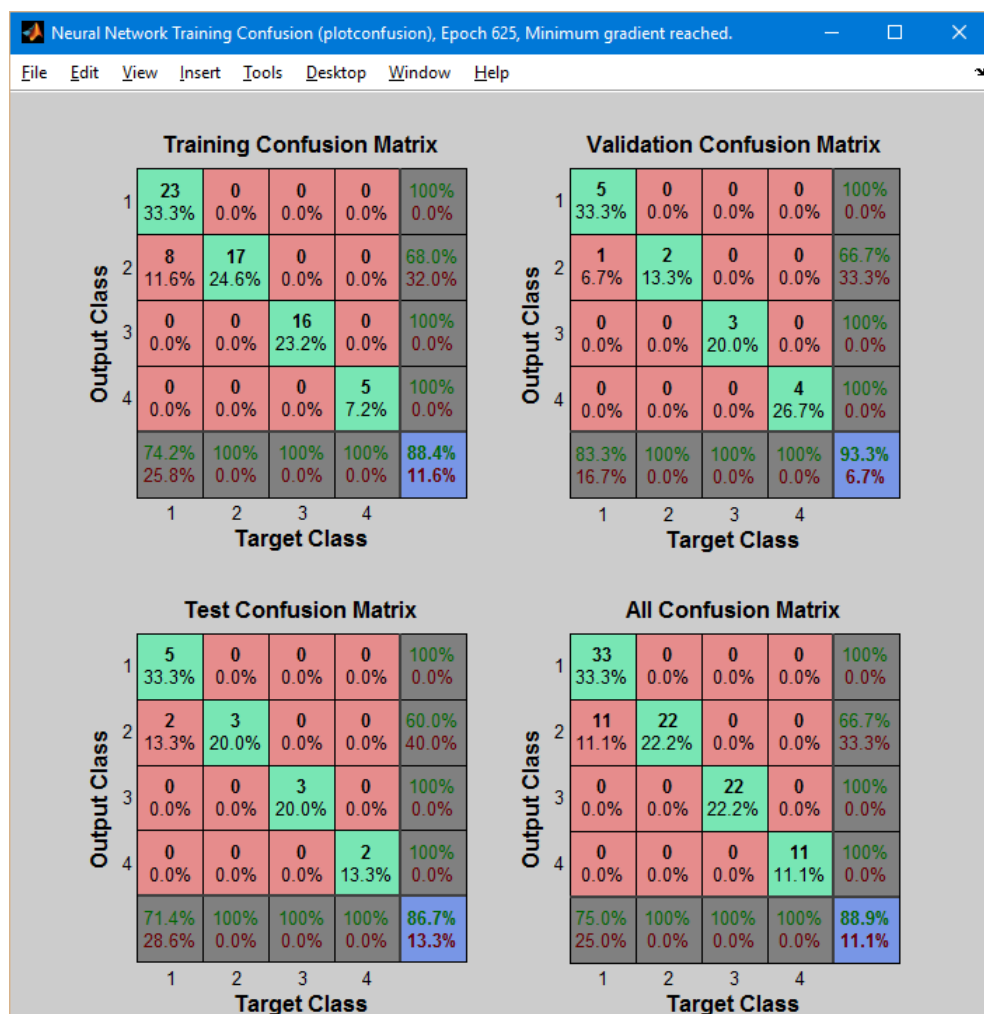 Neural Network Training Confusion (plotconfusion), Epoch 625, Minimum gradient reached.
File Edit View Insert Tools Desktop Window Help
Training Confusion Matrix
Output Class
1 23 0 0 0 100%
33.3% 0.0% 0.0% 0.0% 0.0%
2 8 17 0 0 68.0%
11.6% 24.6% 0.0% 0.0% 32.0%
3 0 0 16 0 100%
0.0% 0.0% 23.2% 0.0% 0.0%
4 0 0 0 5 100%
0.0% 0.0% 0.0% 7.2% 0.0%
74.2% 100% 100% 100% 88.4%
25.8% 0.0% 0.0% 0.0% 11.6%
1 2 3 4
Target Class
Validation Confusion Matrix
Output Class
1 5 0 0 0 100%
33.3% 0.0% 0.0% 0.0% 0.0%
2 1 2 0 0 66.7%
6.7% 13.3% 0.0% 0.0% 33.3%
3 0 0 3 0 100%
0.0% 0.0% 20.0% 0.0% 0.0%
4 0 0 0 4 100%
0.0% 0.0% 0.0% 26.7% 0.0%
83.3% 100% 100% 100% 93.3%
16.7% 0.0% 0.0% 0.0% 6.7%
1 2 3 4
Target Class
Test Confusion Matrix
Output Class
1 5 0 0 0 100%
33.3% 0.0% 0.0% 0.0% 0.0%
2 2 3 0 0 60.0%
13.3% 20.0% 0.0% 0.0% 40.0%
3 0 0 3 0 100%
0.0% 0.0% 20.0% 0.0% 0.0%
4 0 0 0 2 100%
0.0% 0.0% 0.0% 13.3% 0.0%
71.4% 100% 100% 100% 86.7%
28.6% 0.0% 0.0% 0.0% 13.3%
1 2 3 4
Target Class
All Confusion Matrix
Output Class
1 33 0 0 0 100%
33.3% 0.0% 0.0% 0.0% 0.0%
2 11 22 0 0 66.7%
11.1% 22.2% 0.0% 0.0% 33.3%
3 0 0 22 0 100%
0.0% 0.0% 22.2% 0.0% 0.0%
4 0 0 0 11 100%
0.0% 0.0% 0.0% 11.1% 0.0%
75.0% 100% 100% 100% 88.9%
25.0% 0.0% 0.0% 0.0% 11.1%
1 2 3 4
Target Class